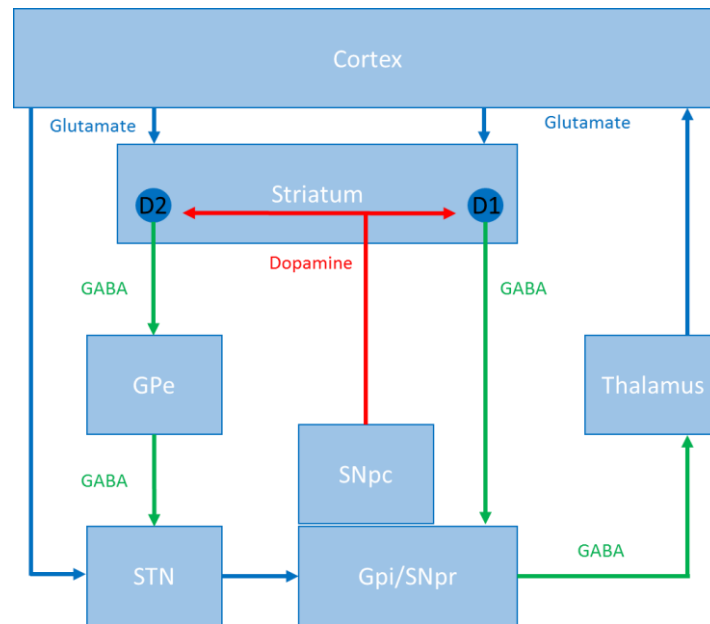 Cortex
Glutamate
Glutamate
Striatum
D2
D1
Dopamine
GABA
GABA
GPe
Thalamus
SNpc
GABA
GABA
STN
Gpi/SNpr